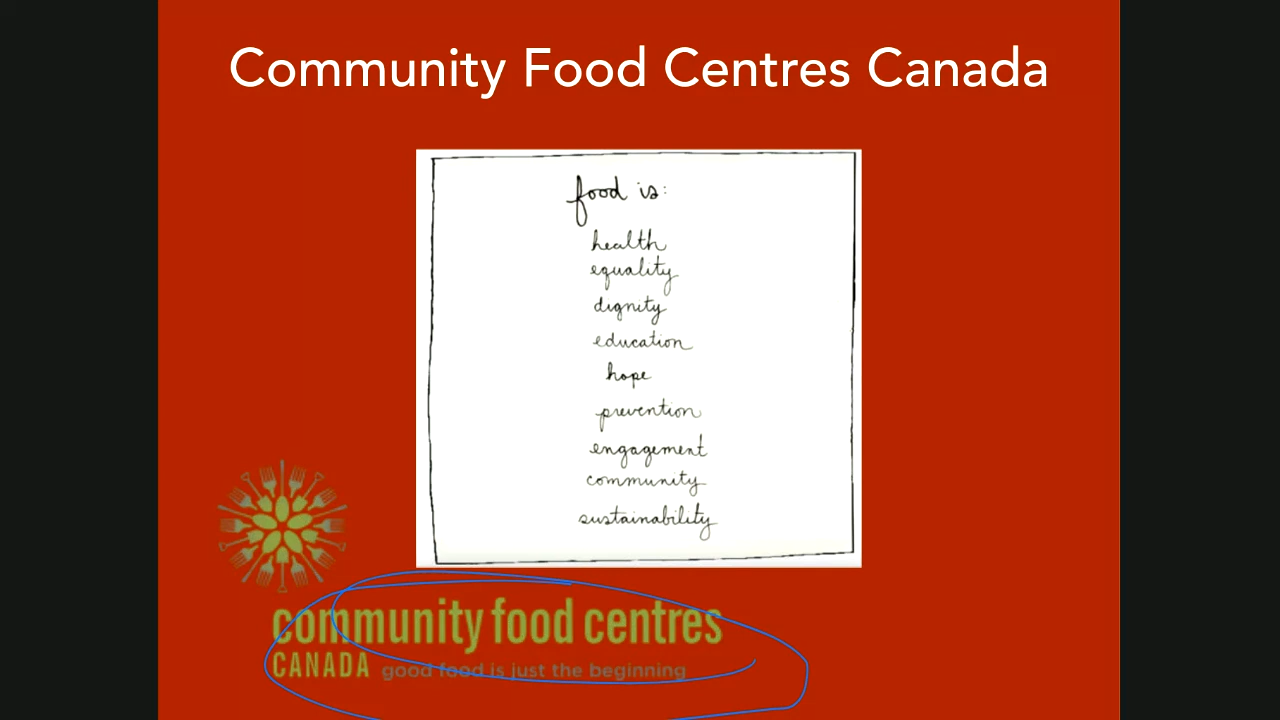 Community Food Centres Canada
food is:
health
equality
dignity
education
hope
prevention
engagement
community
sustainability
community food centres
CANADA good food is just the beginning